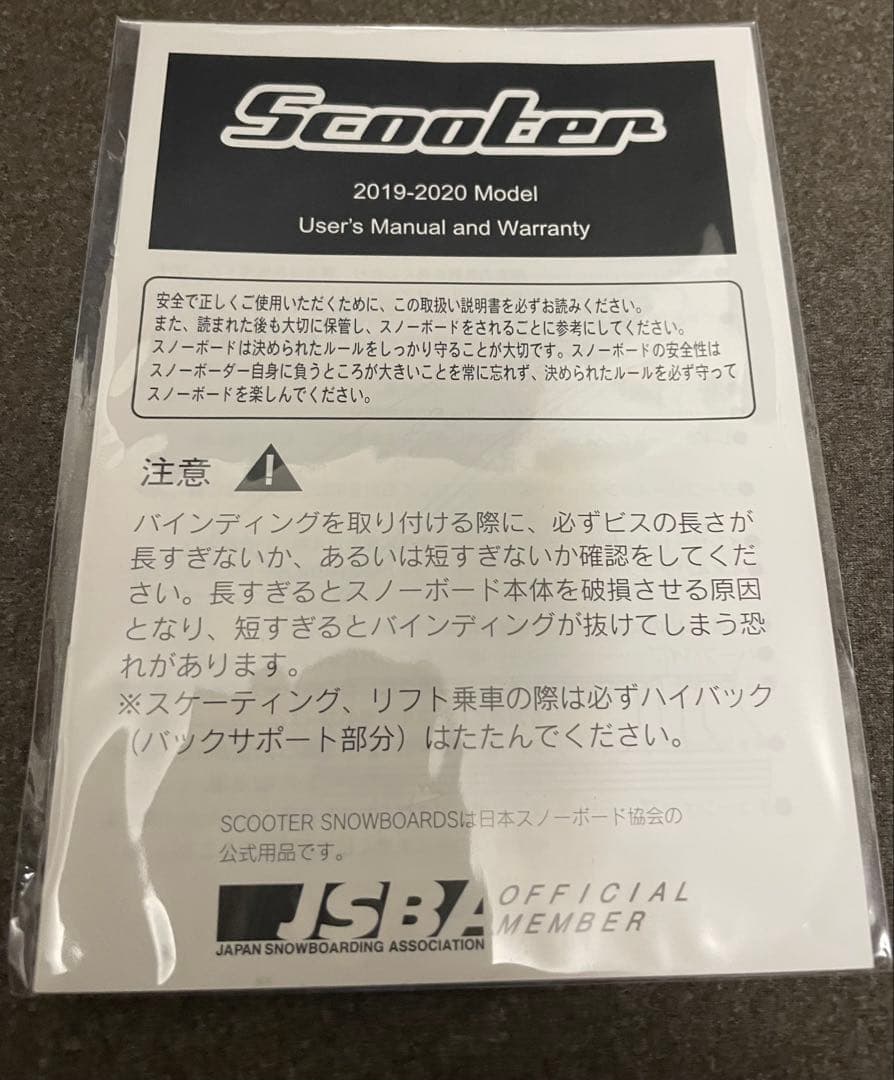 Scooter
2019-2020 Model
User's Manual and Warranty
安全で正しくご使用いただくために、この取扱い説明書を必ずお読みください。
また、読まれた後も大切に保管し、スノーボードをされるごとに参考にしてください。
スノーボードは決められたルールをしっかり守ることが大切です。スノーボードの安全性は
スノーボーダー自身に負うところが大きいことを常に忘れず、決められたルールを必ず守って
スノーボードを楽しんでください。
注意 !
バインディングを取り付ける際に、必ずビスの長さが
長すぎないか、あるいは短すぎないか確認をしてくだ
さい。長すぎるとスノーボード本体を破損させる原因
となり、短すぎるとバインディングが抜けてしまう恐
れがあります。
※スケーティング、リフト乗車の際は必ずハイバック
（バックサポート部分）はたたんでください。
SCOOTER SNOWBOARDSは日本スノーボード協会の
公式用品です。
JSBA OFFICIAL
MEMBER
JAPAN SNOWBOARDING ASSOCIATION